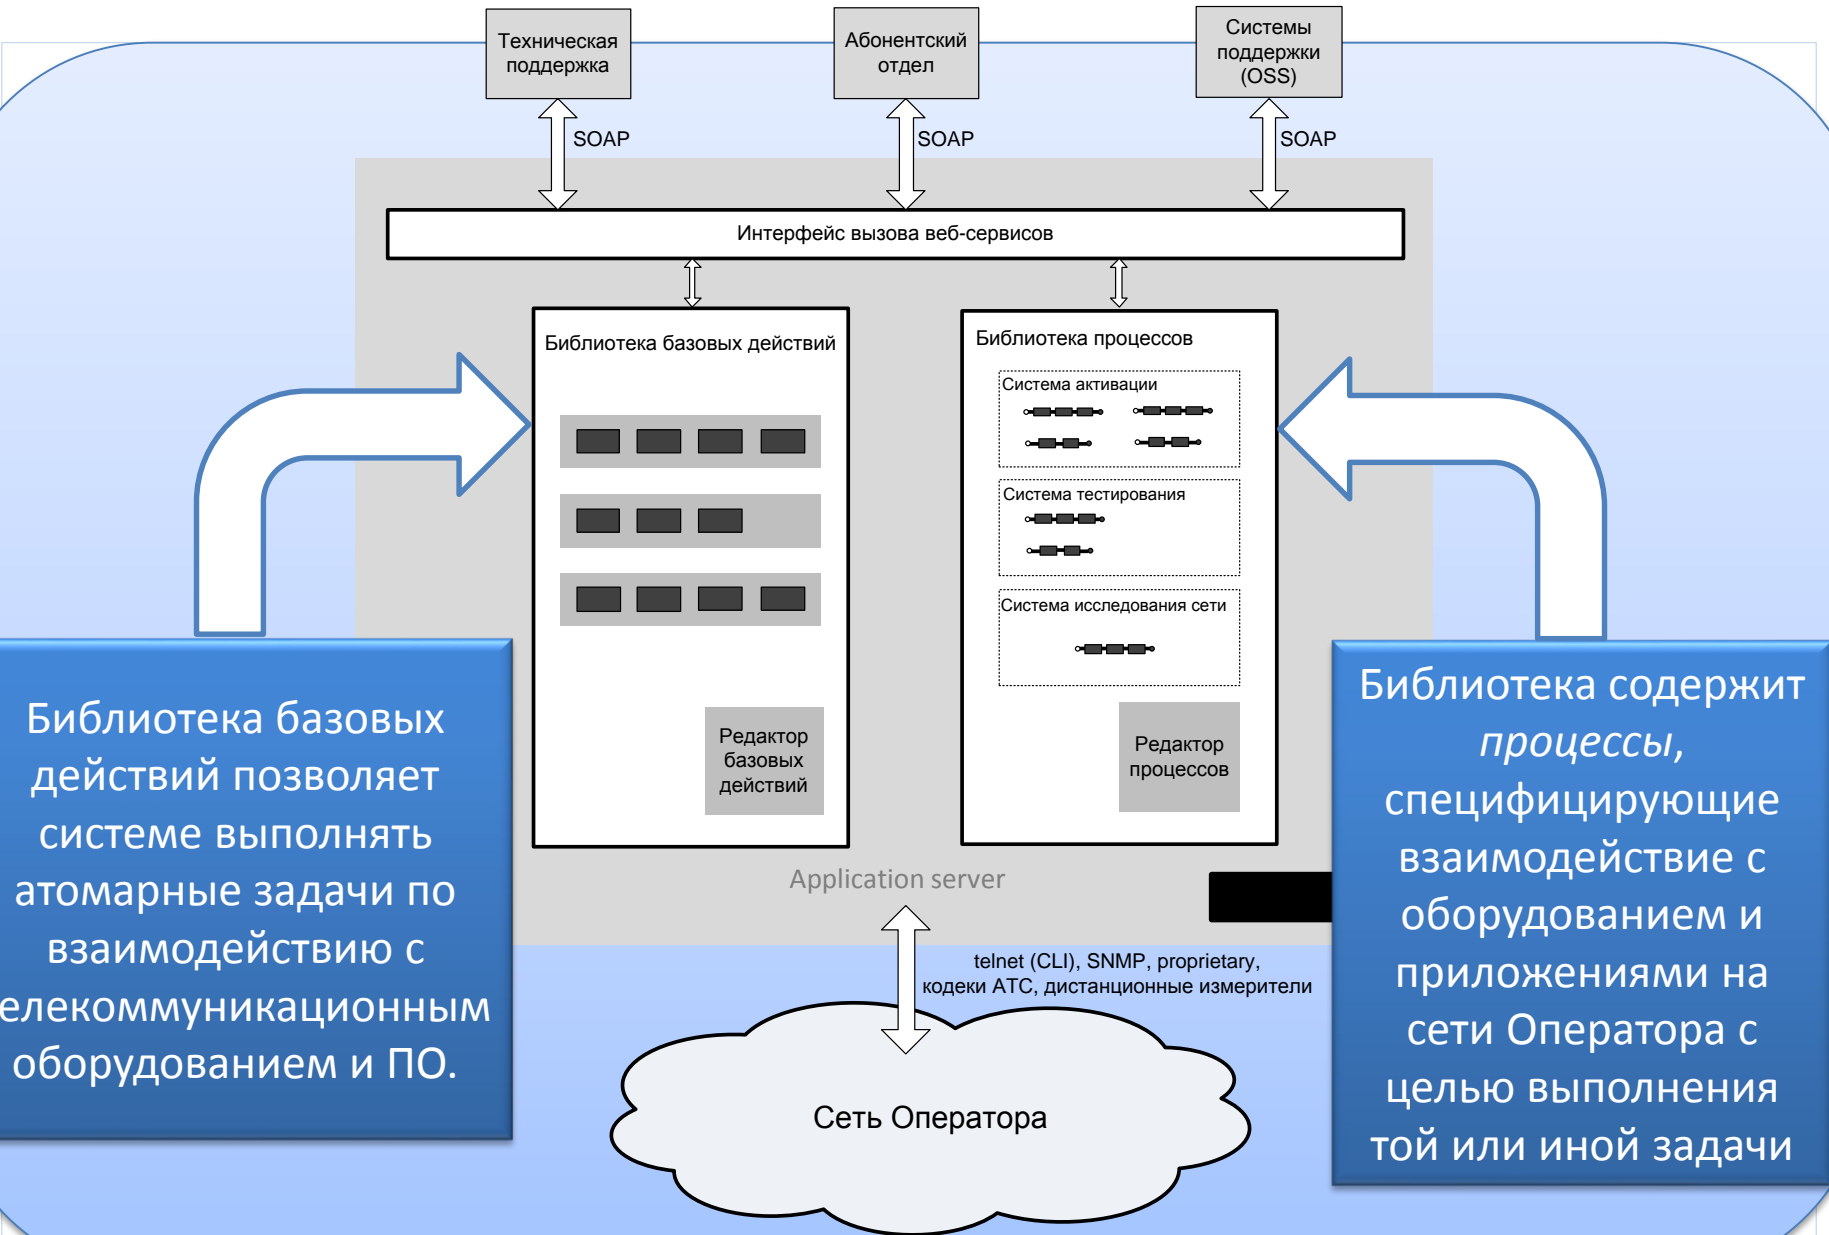 Техническая
поддержка
Абонентский
отдел
Системы
поддержки
(OSS)
SOAP
SOAP
SOAP
Интерфейс вызова веб-сервисов
Библиотека базовых действий
Редактор
базовых
действий
Библиотека процессов
Система активации
Система тестирования
Система исследования сети
Редактор
процессов
Application server
telnet (CLI), SNMP, proprietary,
кодеки АТС, дистанционные измерители
Сеть Оператора
Библиотека базовых
действий позволяет
системе выполнять
атомарные задачи по
взаимодействию с
елекоммуникационным
оборудованием и ПО.
Библиотека содержит
процессы,
специфицирующие
взаимодействие с
оборудованием и
приложениями на
сети Оператора с
целью выполнения
той или иной задачи